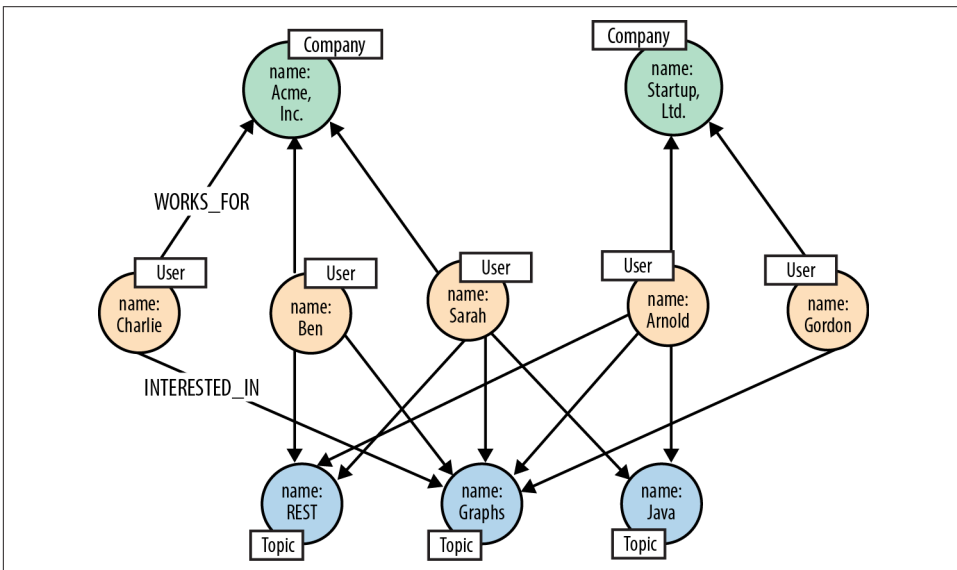 Company
name:
Acme,
Inc.
Company
name:
Startup,
Ltd.
WORKS_FOR
User
name:
Charlie
User
name:
Ben
User
name:
Sarah
User
name:
Arnold
User
name:
Gordon
INTERESTED_IN
name:
REST
Topic
name:
Graphs
Topic
name:
Java
Topic